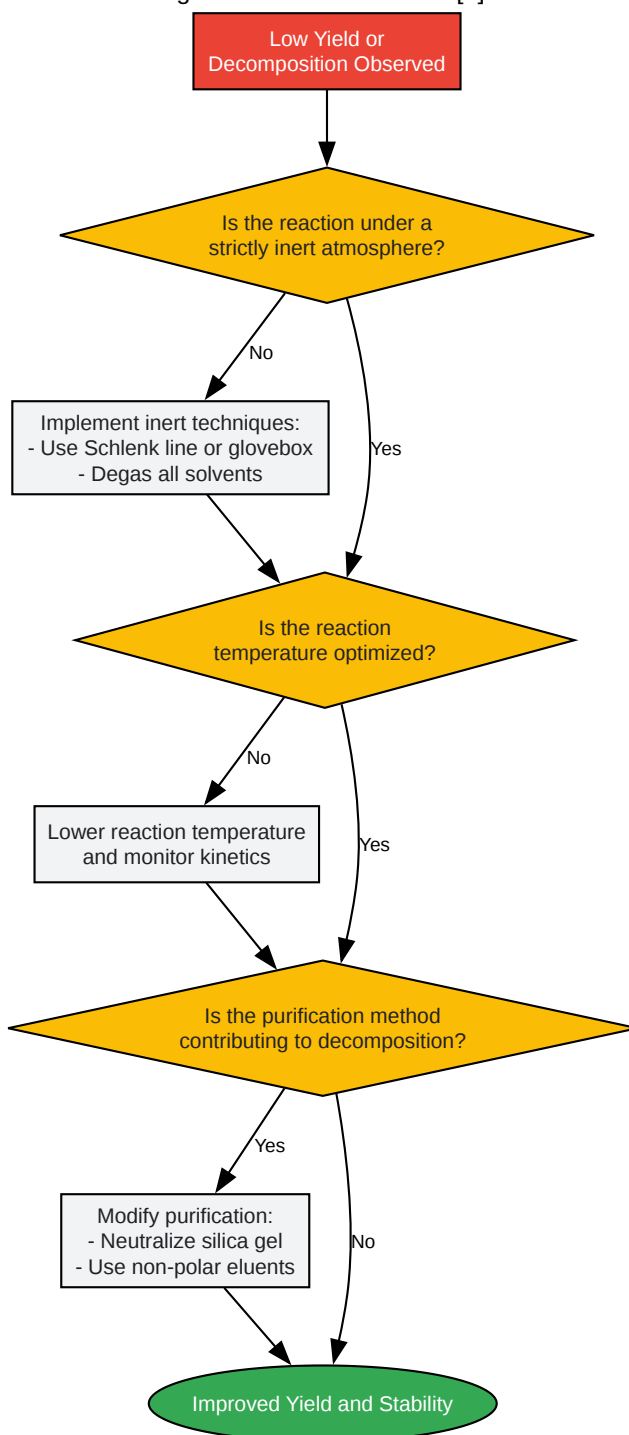 Low Yield or
Decomposition Observed
Is the reaction under a
strictly inert atmosphere?
No
Yes
Implement inert techniques:
- Use Schlenk line or glovebox
- Degas all solvents
Is the reaction
temperature optimized?
No
Yes
Lower reaction temperature
and monitor kinetics
Is the purification method
contributing to decomposition?
Yes
No
Modify purification:
- Neutralize silica gel
- Use non-polar eluents
Improved Yield and Stability